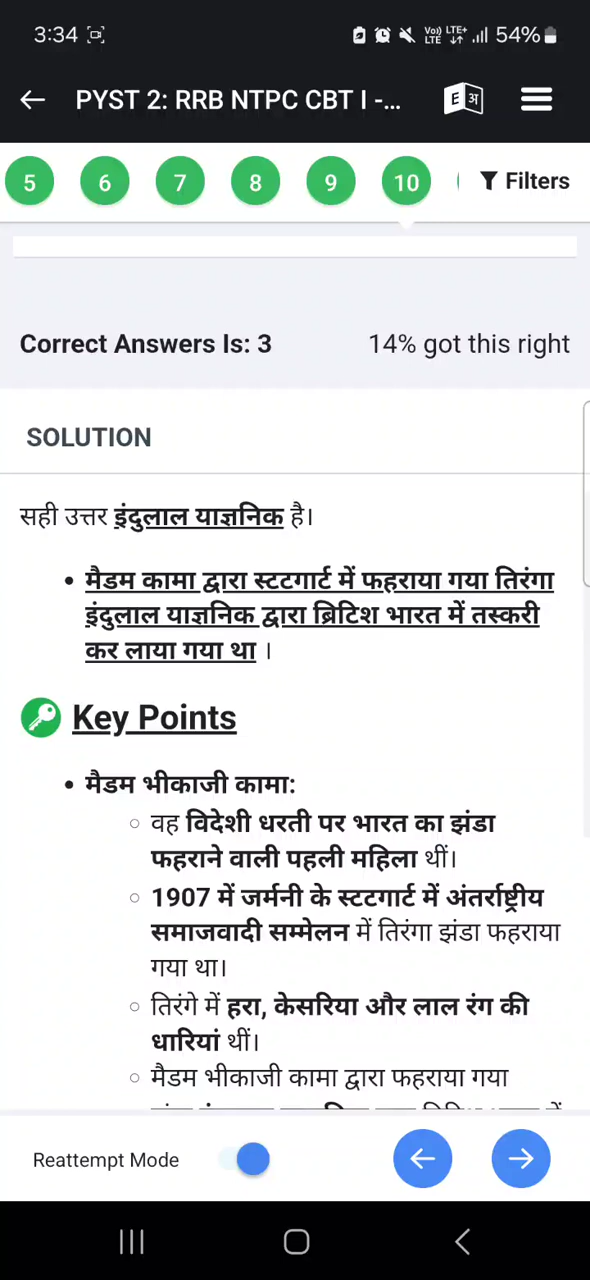 3:34 54%
Vo)) LTE+
LTE
PYST 2: RRB NTPC CBT I -... E अ
5 6 7 8 9 10 Filters
Correct Answers Is: 3 14% got this right
SOLUTION
सही उत्तर इंदुलाल याज्ञनिक है।
• मैडम कामा द्वारा स्टटगार्ट में फहराया गया तिरंगा
इंदुलाल याज्ञनिक द्वारा ब्रिटिश भारत में तस्करी
कर लाया गया था ।
Key Points
• मैडम भीकाजी कामा:
○ वह विदेशी धरती पर भारत का झंडा
फहराने वाली पहली महिला थीं।
○ 1907 में जर्मनी के स्टटगार्ट में अंतर्राष्ट्रीय
समाजवादी सम्मेलन में तिरंगा झंडा फहराया
गया था।
○ तिरंगे में हरा, केसरिया और लाल रंग की
धारियां थीं।
○ मैडम भीकाजी कामा द्वारा फहराया गया
Reattempt Mode